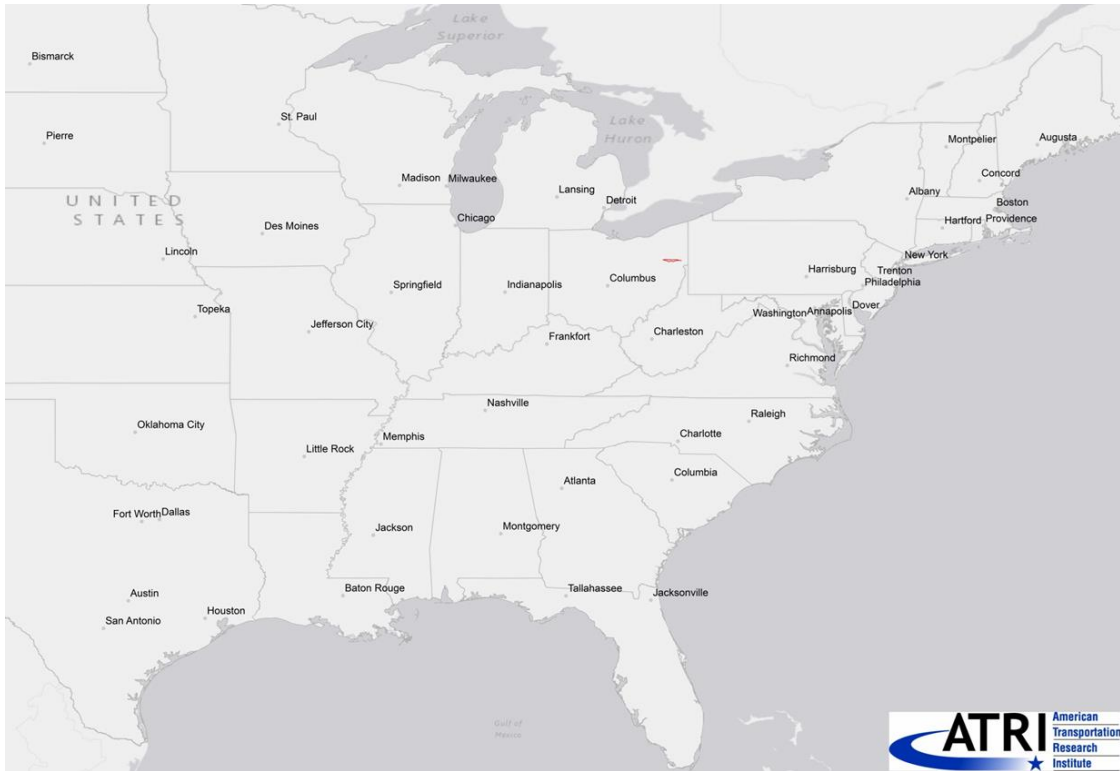 Lake
Superior
Bismarck
St. Paul
Lake
Huron
Pierre
Montpelier
Augusta
Madison
Milwaukee
Lansing
Concord
UNITED
STATES
Detroit
Albany
Boston
Chicago
Hartford
Providence
Des Moines
Lincoln
New York
Harrisburg
Trenton
Philadelphia
Springfield
Indianapolis
Columbus
Topeka
Jefferson City
Washington
Annapolis
Dover
Frankfort
Charleston
Richmond
Nashville
Raleigh
Oklahoma City
Memphis
Charlotte
Little Rock
Columbia
Atlanta
Fort Worth
Dallas
Jackson
Montgomery
Austin
Baton Rouge
Tallahassee
Jacksonville
San Antonio
Houston
Gulf of
Mexico
ATRI
American
Transportation
Research
Institute